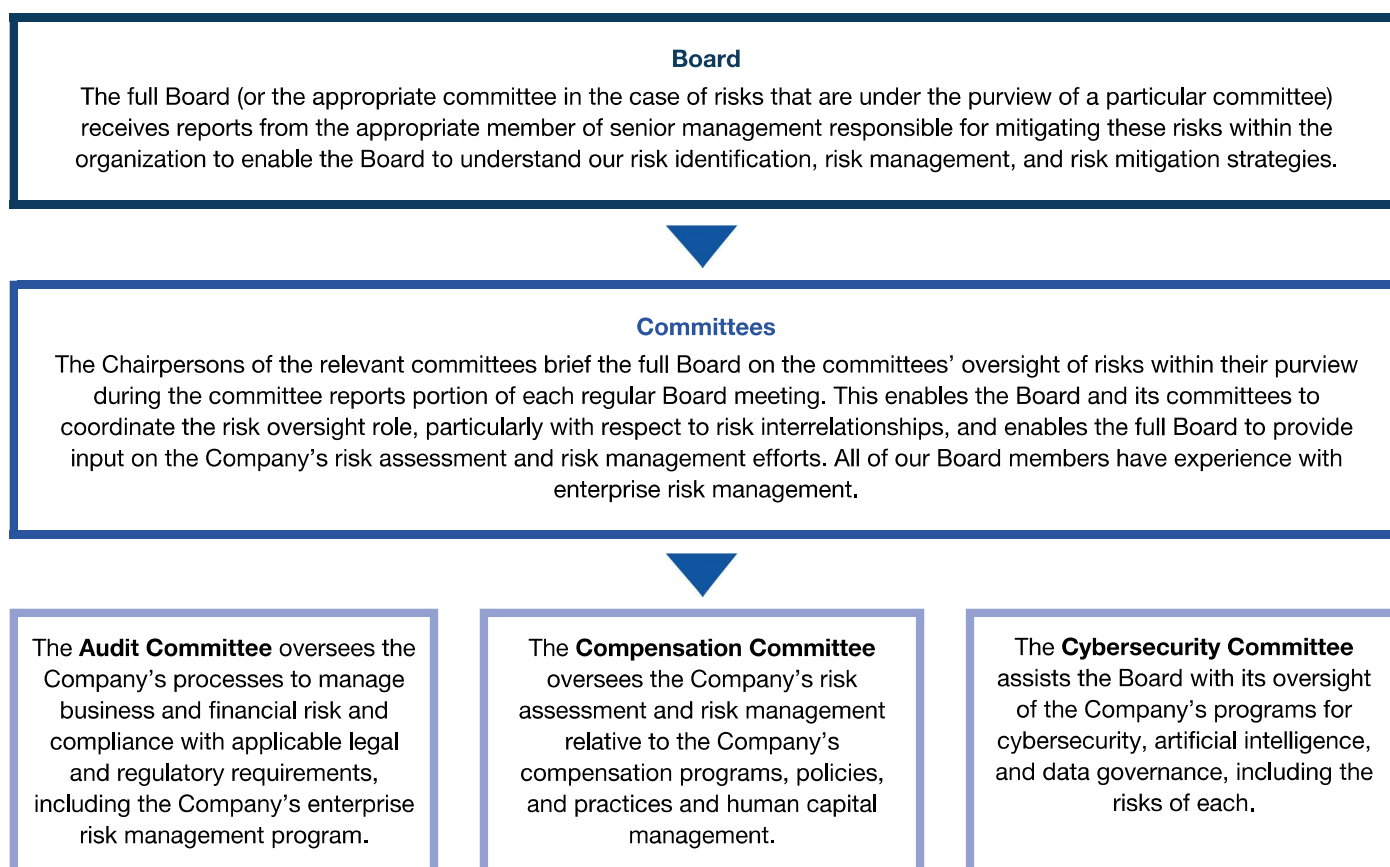 Board
The full Board (or the appropriate committee in the case of risks that are under the purview of a particular committee)
receives reports from the appropriate member of senior management responsible for mitigating these risks within the
organization to enable the Board to understand our risk identification, risk management, and risk mitigation strategies.
Committees
The Chairpersons of the relevant committees brief the full Board on the committees’ oversight of risks within their purview
during the committee reports portion of each regular Board meeting. This enables the Board and its committees to
coordinate the risk oversight role, particularly with respect to risk interrelationships, and enables the full Board to provide
input on the Company’s risk assessment and risk management efforts. All of our Board members have experience with
enterprise risk management.
The Audit Committee oversees the
Company’s processes to manage
business and financial risk and
compliance with applicable legal
and regulatory requirements,
including the Company’s enterprise
risk management program.
The Compensation Committee
oversees the Company’s risk
assessment and risk management
relative to the Company’s
compensation programs, policies,
and practices and human capital
management.
The Cybersecurity Committee
assists the Board with its oversight
of the Company’s programs for
cybersecurity, artificial intelligence,
and data governance, including the
risks of each.